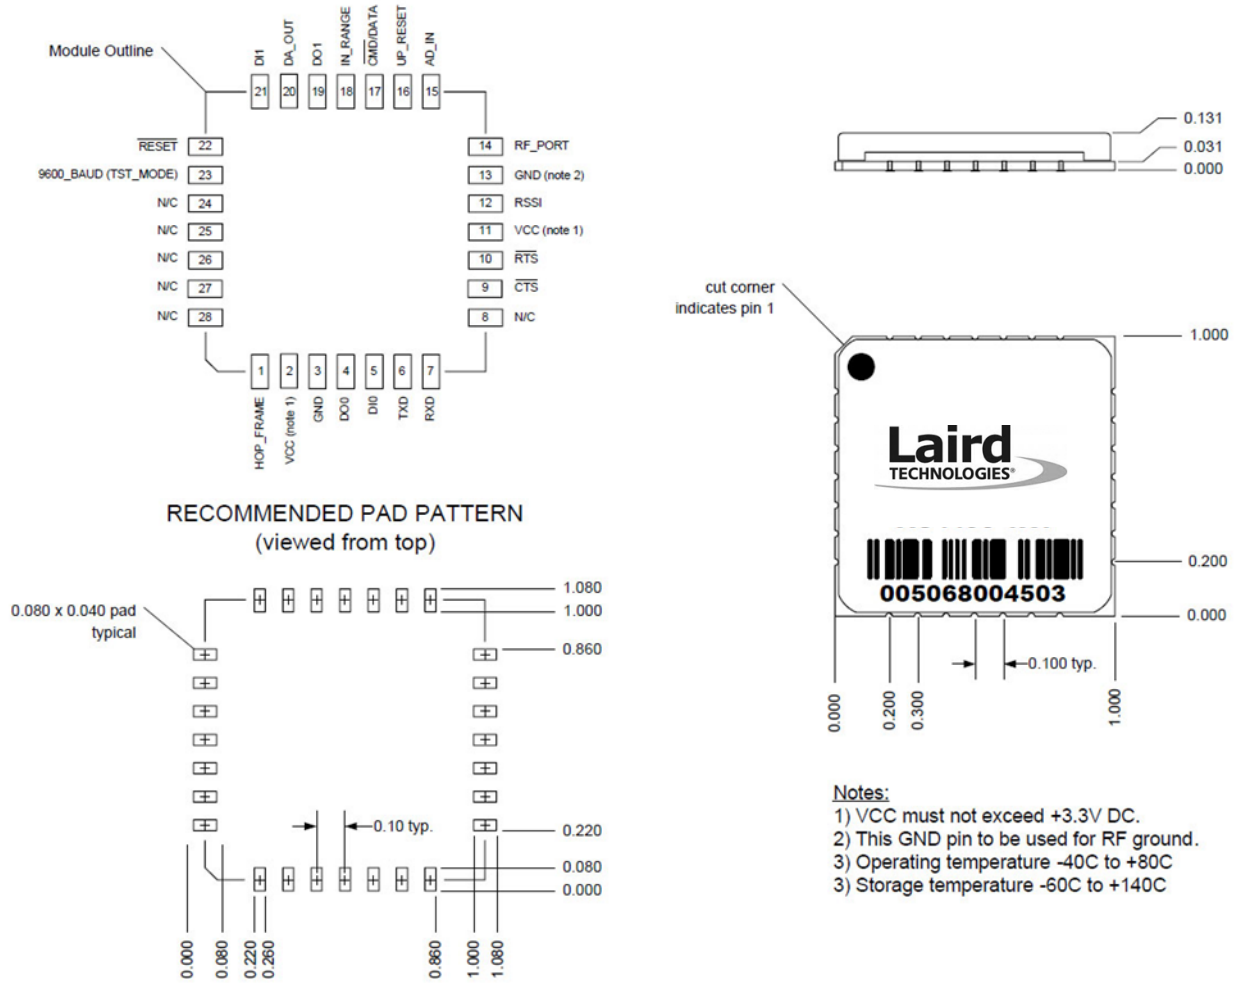 Module Outline
DI1
DA_OUT
DO1
IN_RANGE
CMD/DATA
UP_RESET
AD_IN
21
20
19
18
17
16
15
RESET
22
9600_BAUD (TST_MODE)
23
N/C
24
N/C
25
N/C
26
N/C
27
N/C
28
14
RF_PORT
13
GND (note 2)
12
RSSI
11
VCC (note 1)
10
RTS
9
CTS
8
N/C
1
2
3
4
5
6
7
HOP_FRAME
VCC (note 1)
GND
DO0
DI0
TXD
RXD
RECOMMENDED PAD PATTERN
(viewed from top)
0.080 x 0.040 pad
typical
1.080
1.000
0.860
0.10 typ.
0.220
0.080
0.000
0.000
0.080
0.220
0.260
0.860
1.000
1.080
0.131
0.031
0.000
cut corner
indicates pin 1
1.000
Laird
TECHNOLOGIES®
005068004503
0.200
0.000
0.100 typ.
0.000
0.200
0.300
1.000
Notes:
1) VCC must not exceed +3.3V DC.
2) This GND pin to be used for RF ground.
3) Operating temperature -40C to +80C
3) Storage temperature -60C to +140C